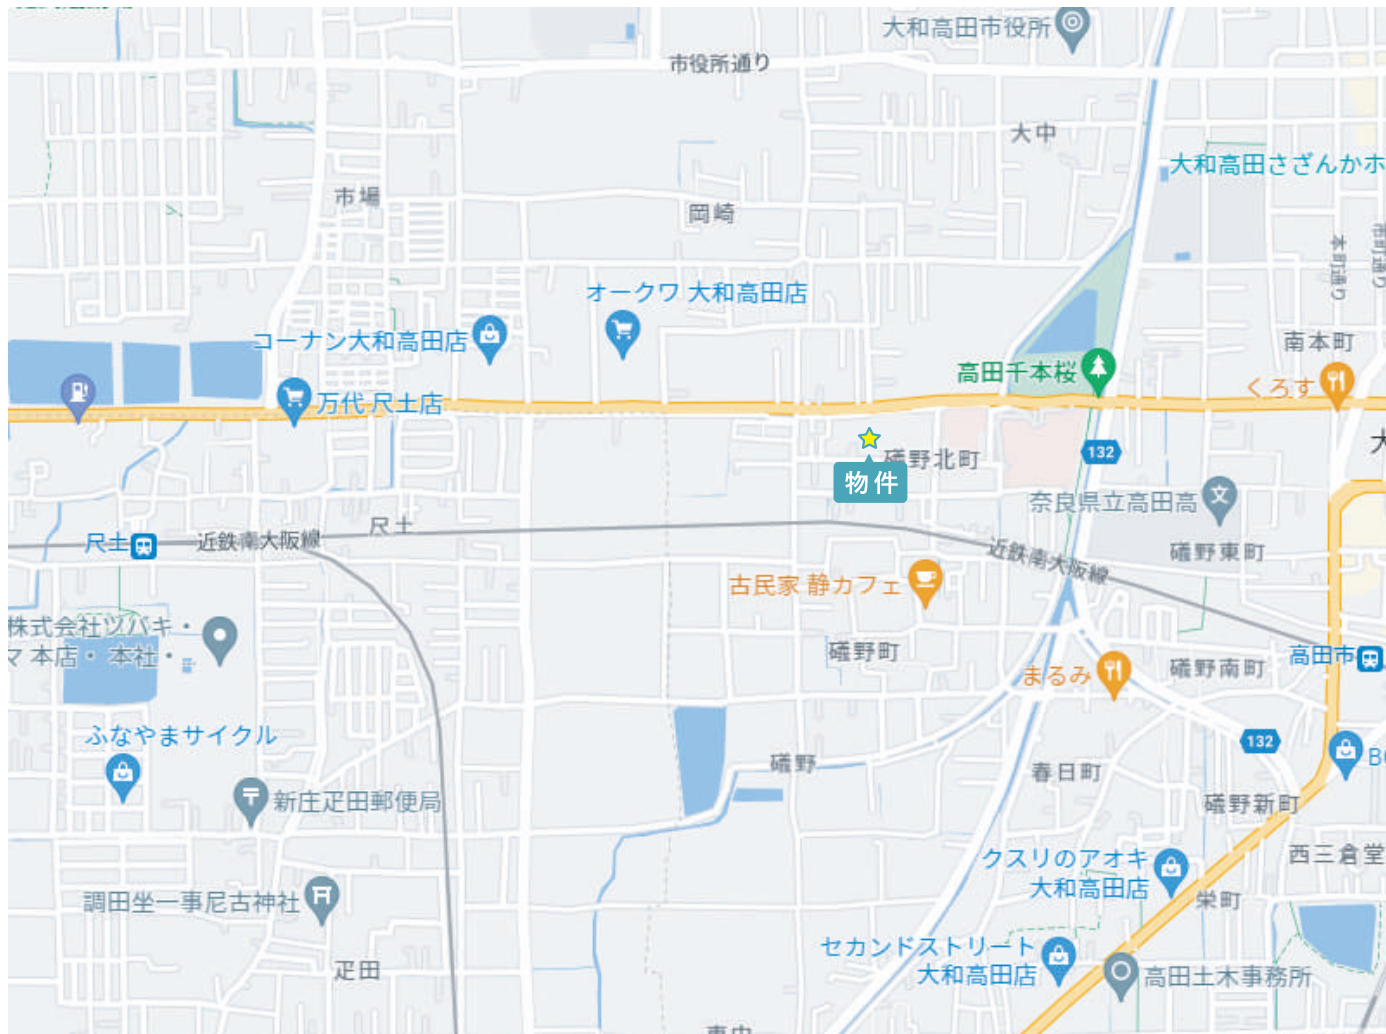 大和高田市役所
市役所通り
大中
大和高田さざんかホ
市場
岡崎
本町通り
市町通り
オークワ 大和高田店
コーナン大和高田店
南本町
高田千本桜
くろす
万代 尺土店
132
礒野北町
物件
奈良県立高田高
尺土
尺土
近鉄南大阪線
近鉄南大阪線
礒野東町
古民家 静カフェ
株式会社ツバキ・
マ 本店・ 本社・
礒野町
高田市
礒野南町
まるみ
ふなやまサイクル
132
礒野
春日町
新庄疋田郵便局
礒野新町
西三倉堂
クスリのアオキ
大和高田店
調田坐一事尼古神社
栄町
セカンドストリート
大和高田店
疋田
高田土木事務所